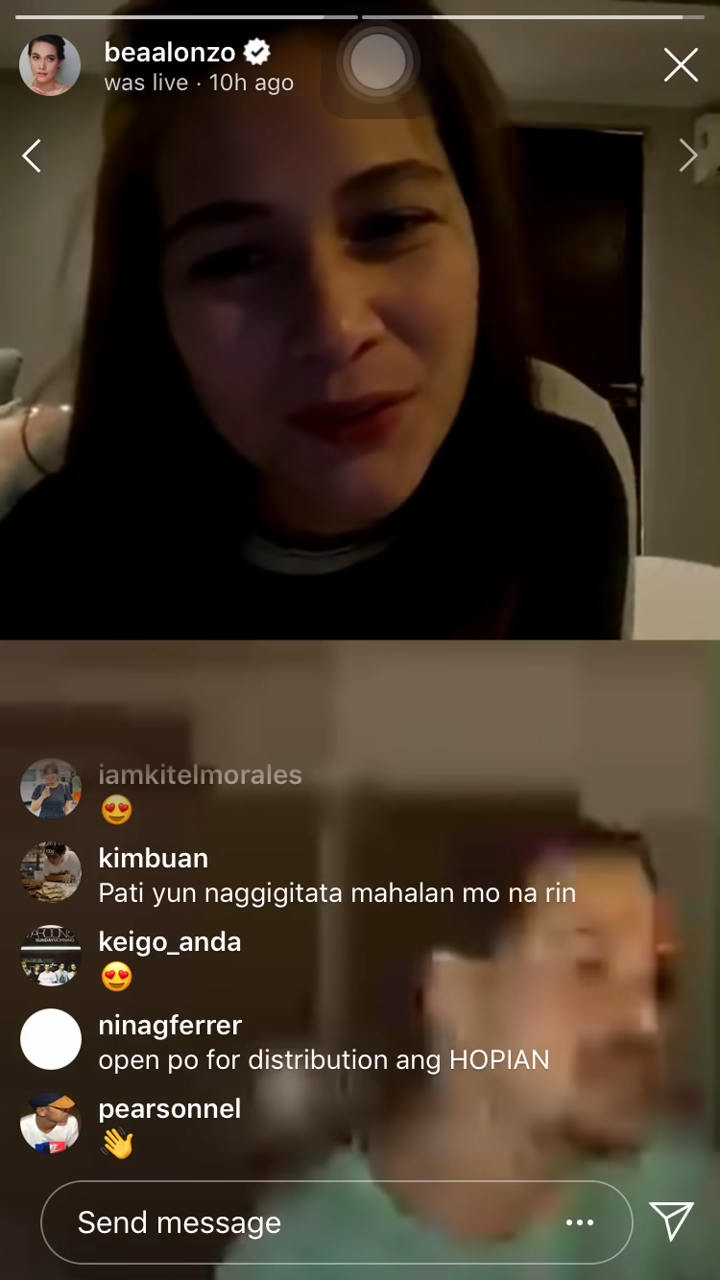 beaalonzo
was live · 10h ago
iamkitelmorales
😍
kimbuan
Pati yun naggigitata mahalan mo na rin
keigo_anda
😍
ninagferrer
open po for distribution ang HOPIAN
pearsonnel
👋
Send message